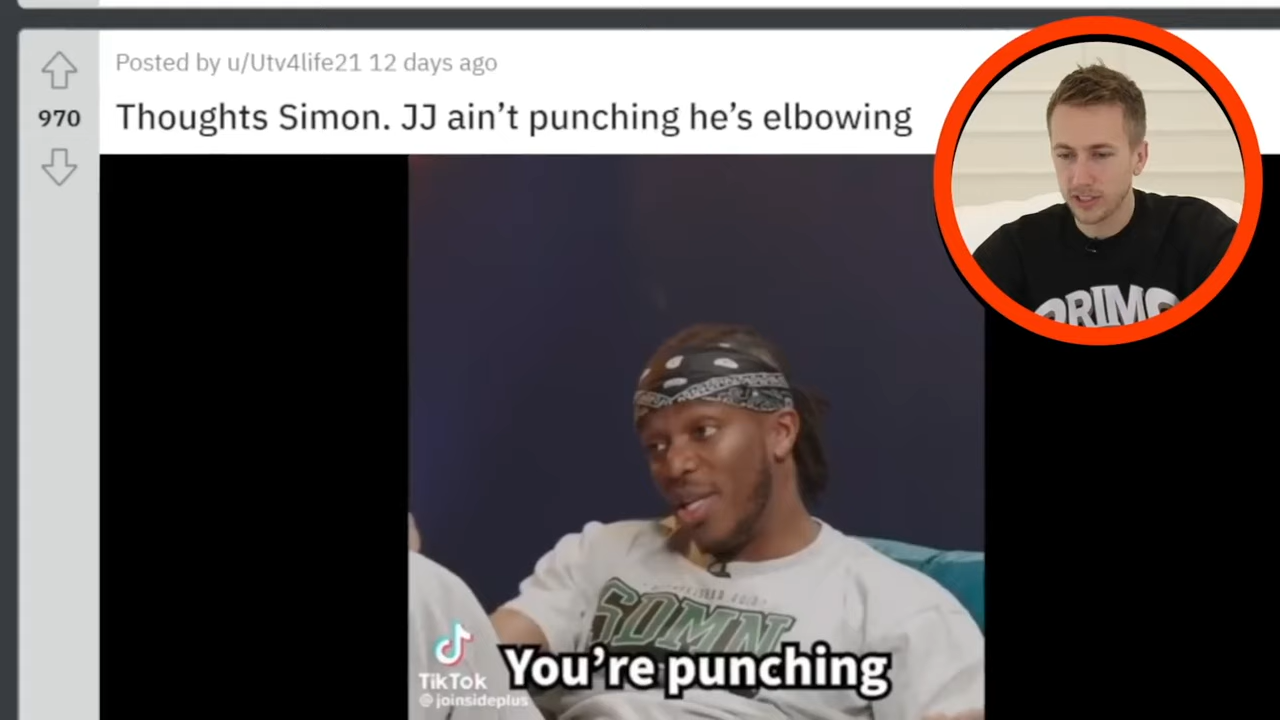 Posted by u/Utv4life21 12 days ago
970
Thoughts Simon. JJ ain’t punching he’s elbowing
SDMN
You’re punching
TikTok
@joinsideplus